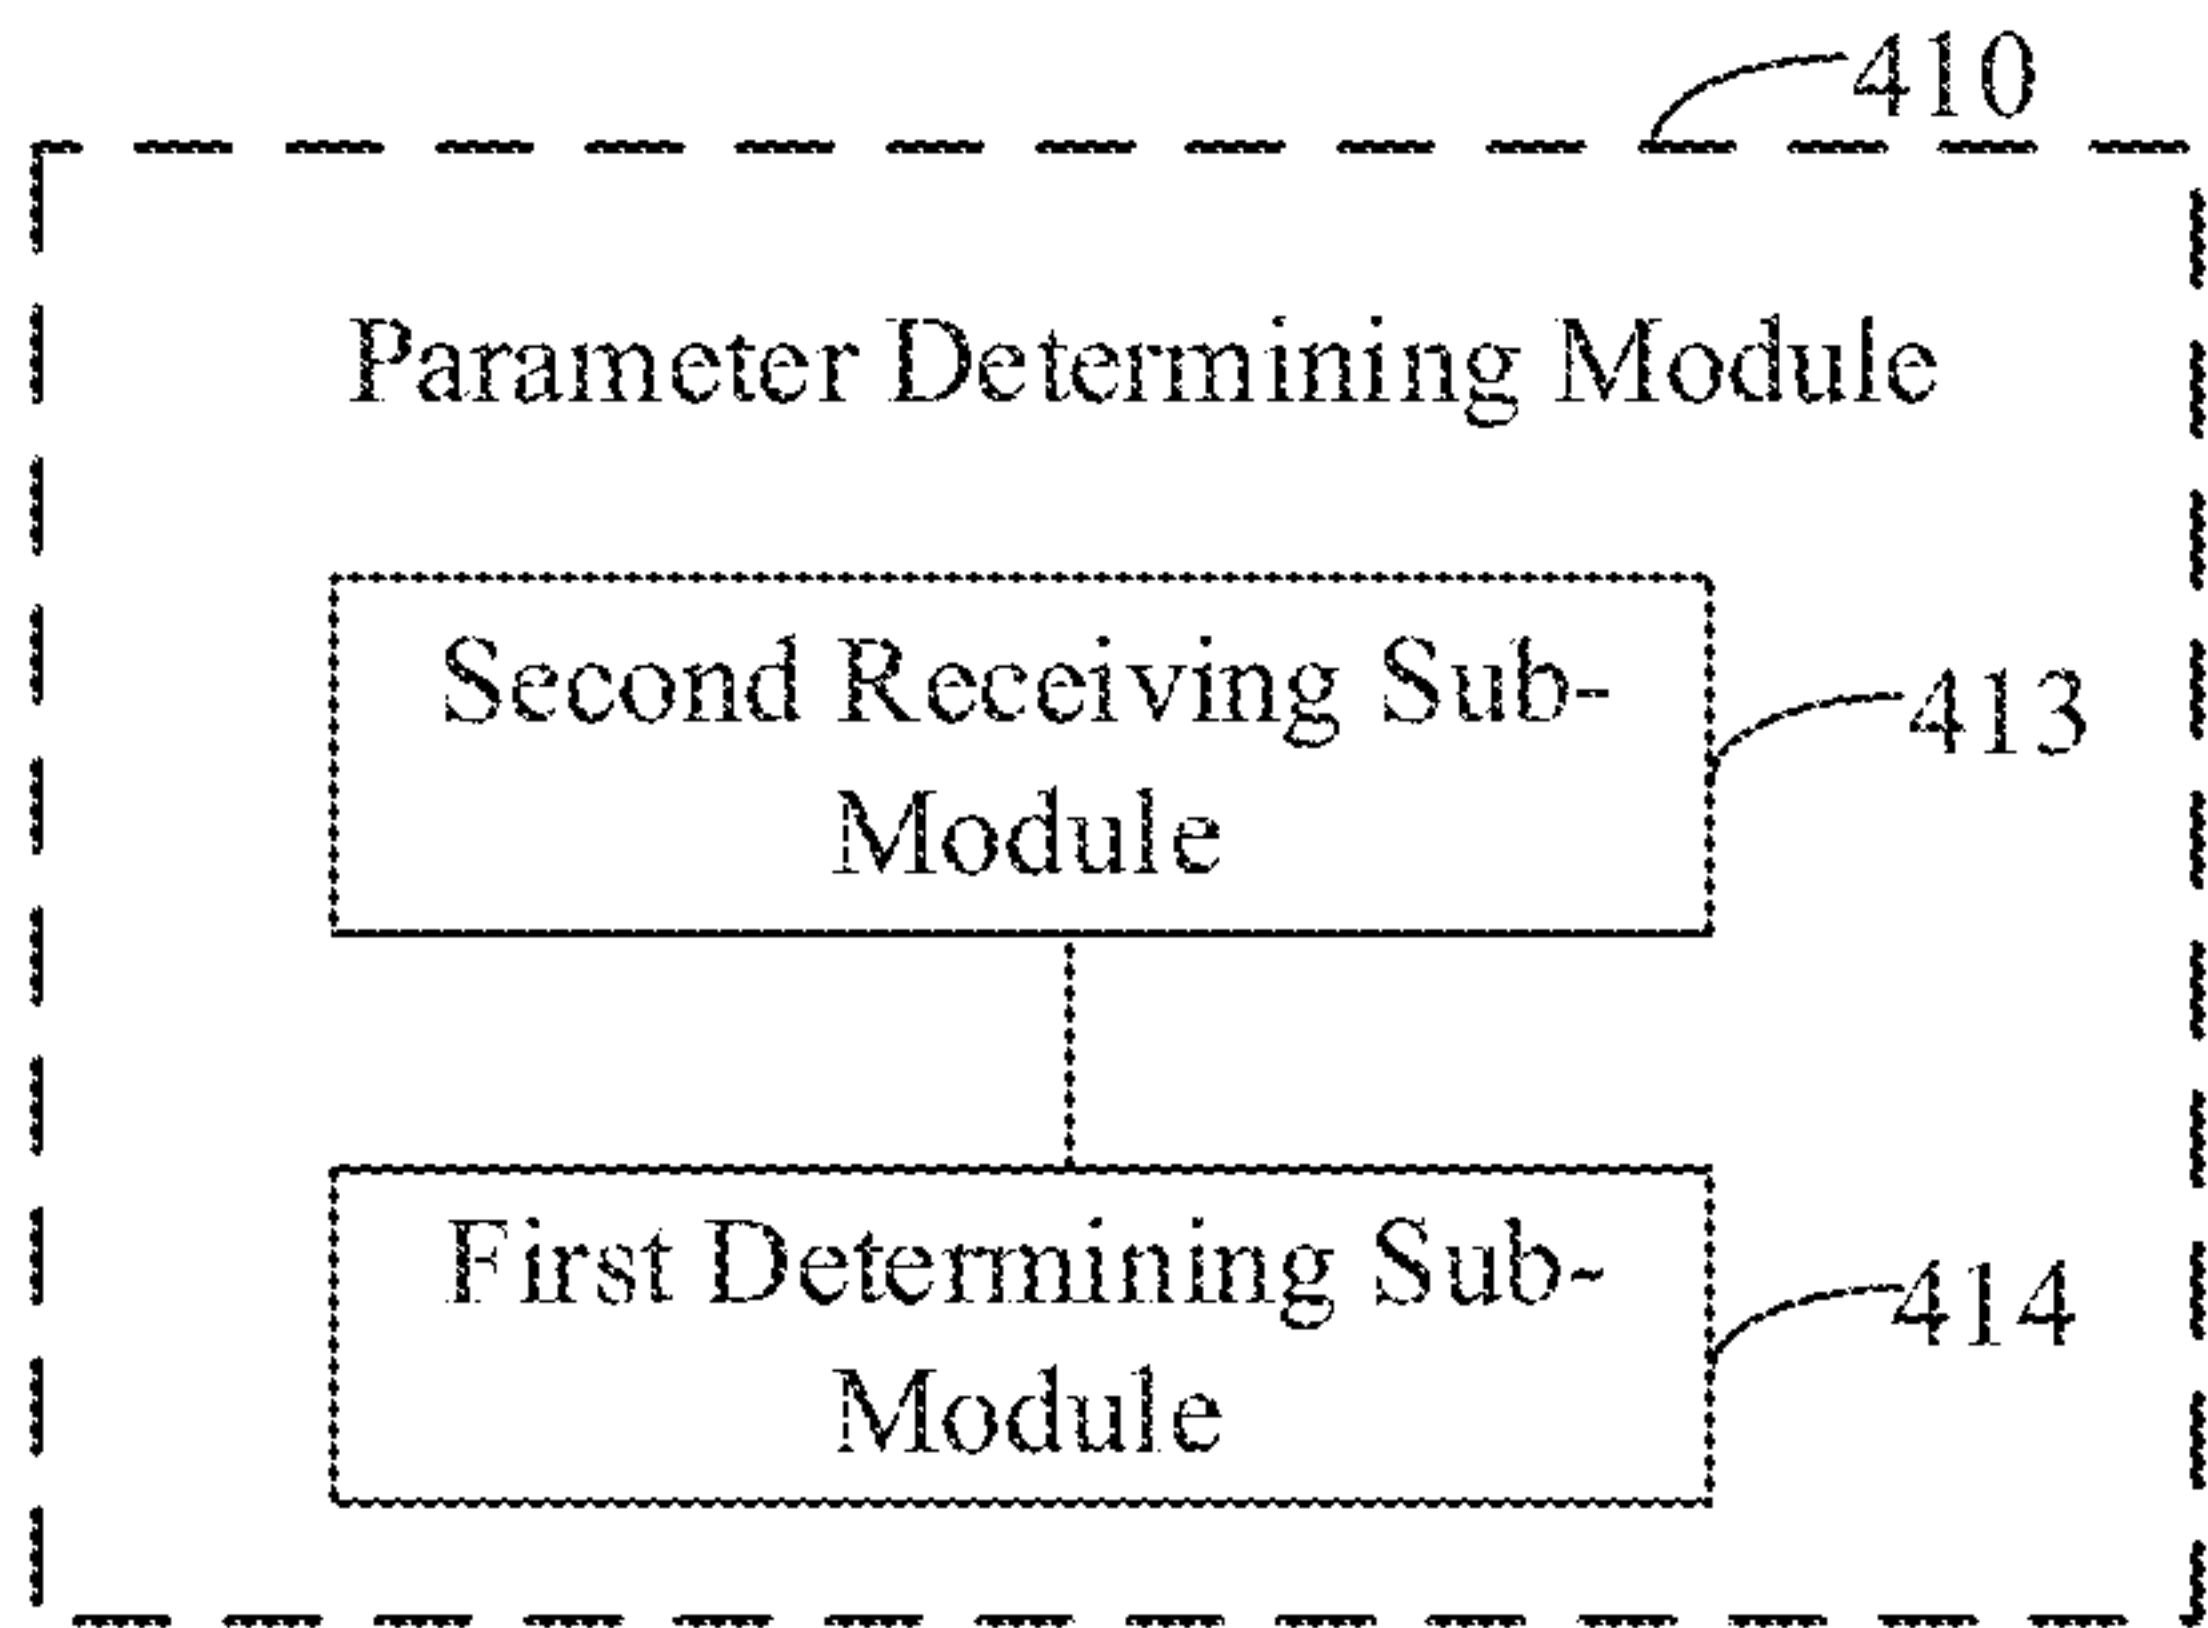 410
Parameter Determining Module
Second Receiving Sub-
Module
413
First Determining Sub-
Module
414